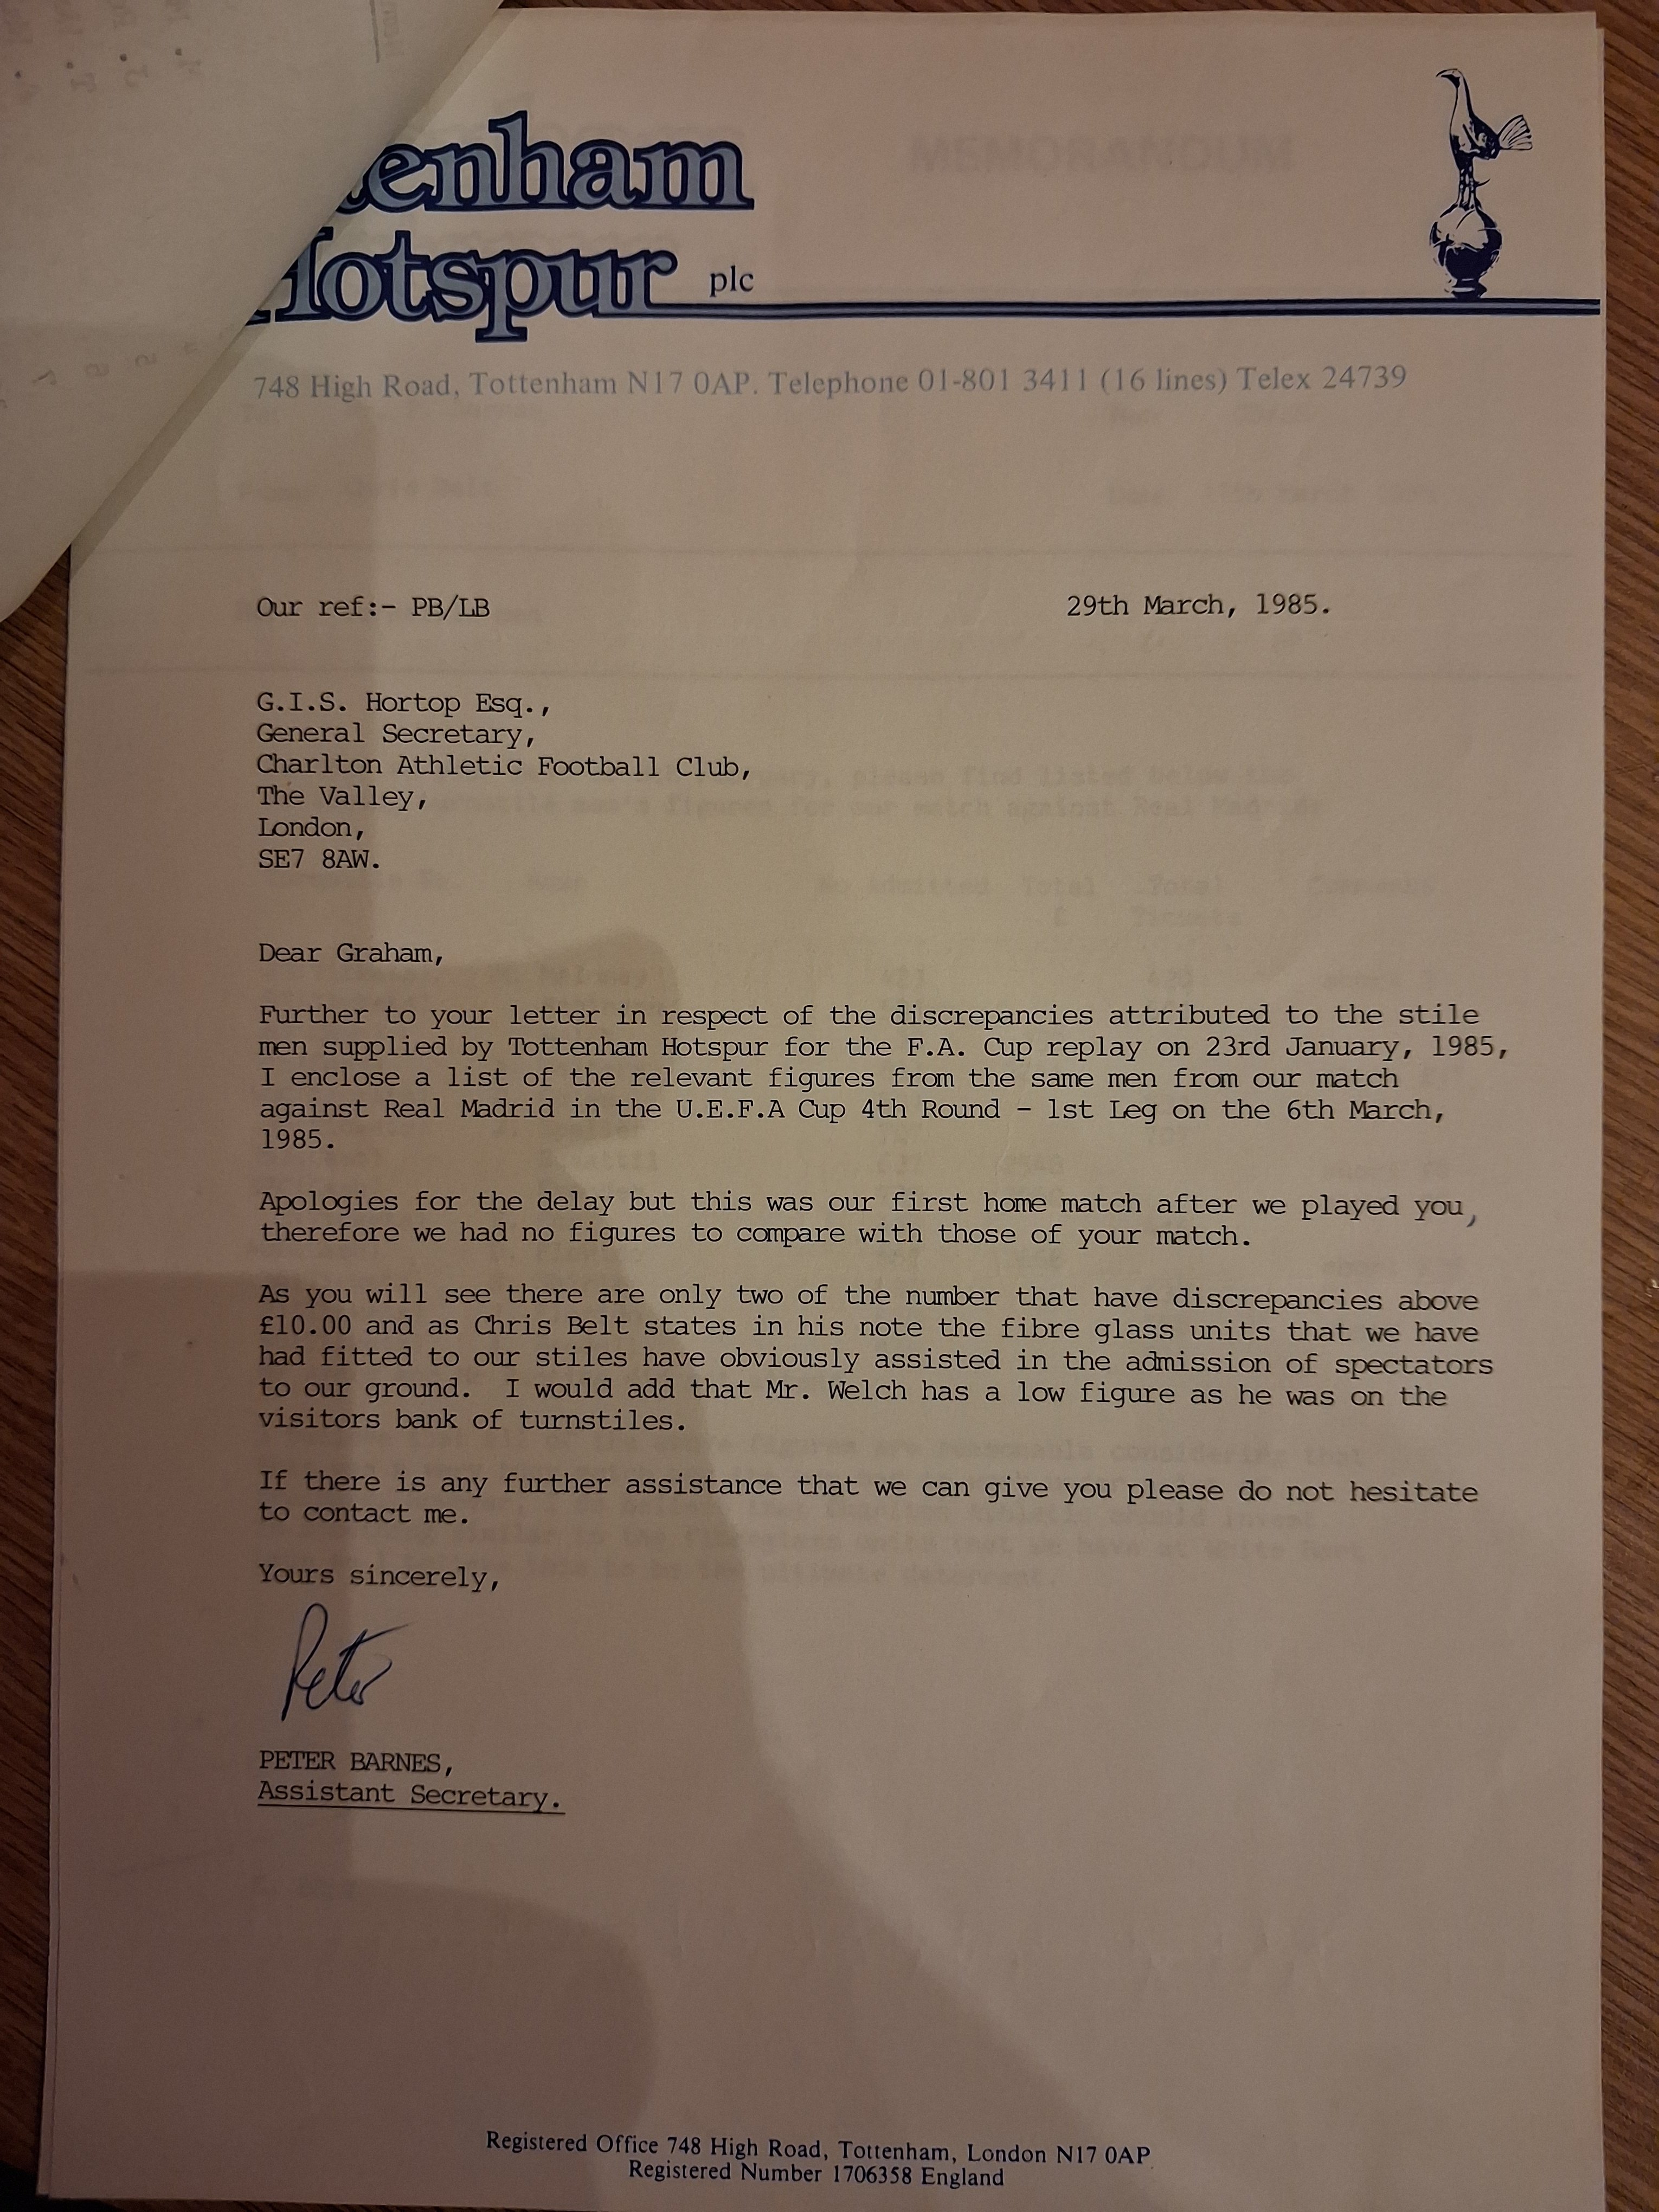 enham
Hotspur plc
748 High Road, Tottenham N17 0AP. Telephone 01-801 3411 (16 lines) Telex 24739
MEMORANDUM
Our ref:- PB/LB 29th March, 1985.
G.I.S. Hortop Esq.,
General Secretary,
Charlton Athletic Football Club,
The Valley,
London,
SE7 8AW.
Dear Graham,
Further to your letter in respect of the discrepancies attributed to the stile
men supplied by Tottenham Hotspur for the F.A. Cup replay on 23rd January, 1985,
I enclose a list of the relevant figures from the same men from our match
against Real Madrid in the U.E.F.A Cup 4th Round - 1st Leg on the 6th March,
1985.
Apologies for the delay but this was our first home match after we played you,
therefore we had no figures to compare with those of your match.
As you will see there are only two of the number that have discrepancies above
£10.00 and as Chris Belt states in his note the fibre glass units that we have
had fitted to our stiles have obviously assisted in the admission of spectators
to our ground. I would add that Mr. Welch has a low figure as he was on the
visitors bank of turnstiles.
If there is any further assistance that we can give you please do not hesitate
to contact me.
Yours sincerely,
Peter
PETER BARNES,
Assistant Secretary.
Registered Office 748 High Road, Tottenham, London N17 0AP
Registered Number 1706358 England